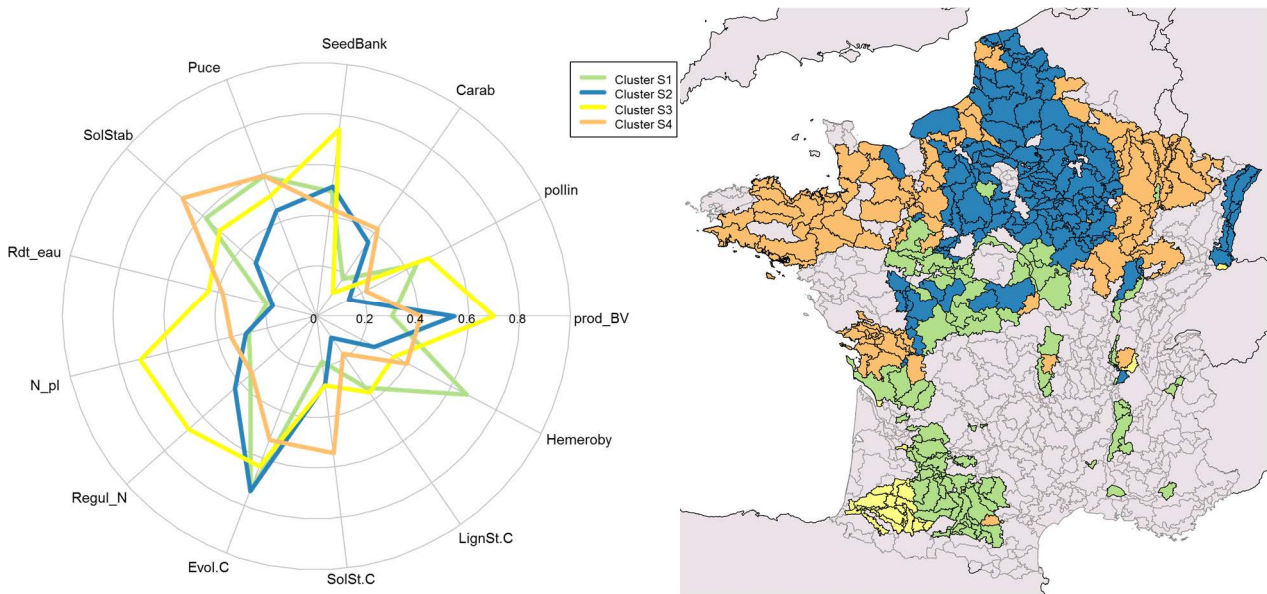 SeedBank
Puce
Carab
Cluster S1
Cluster S2
Cluster S3
Cluster S4
SolStab
pollin
Rdt_eau
0 0.2 0.4 0.6 0.8
prod_BV
N_pl
Hemeroby
Regul_N
LignSt.C
Evol.C
SolSt.C